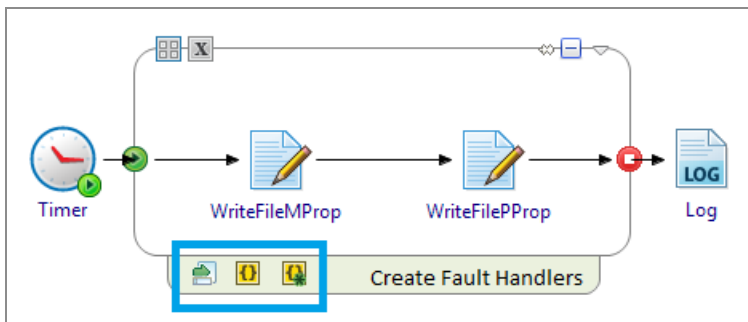 X
Timer
WriteFileMProp
WriteFilePProp
LOG
Log
{}
{}
Create Fault Handlers